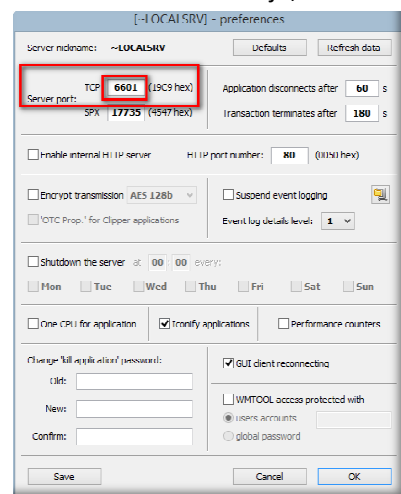 [~LOCALSRV] - preferences
Server nickname: ~LOCALSRV Defaults Refresh data
TCP 6601 (19C9 hex) Application disconnects after 60 s
Server port:
SPX 17735 (4547 hex) Transaction terminates after 180 s
Enable internal HTTP server HTTP port number: 80 (0050 hex)
Encrypt transmission AES 128b Suspend event logging
'OTC Prop.' for Clipper applications Event log details level: 1
Shutdown the server at 00 : 00 every:
Mon Tue Wed Thu Fri Sat Sun
One CPU for application Iconify applications Performance counters
Change 'kill application' password: GUI client reconnecting
Old:
New: WMTOOL access protected with
users accounts
Confirm: global password
Save Cancel OK